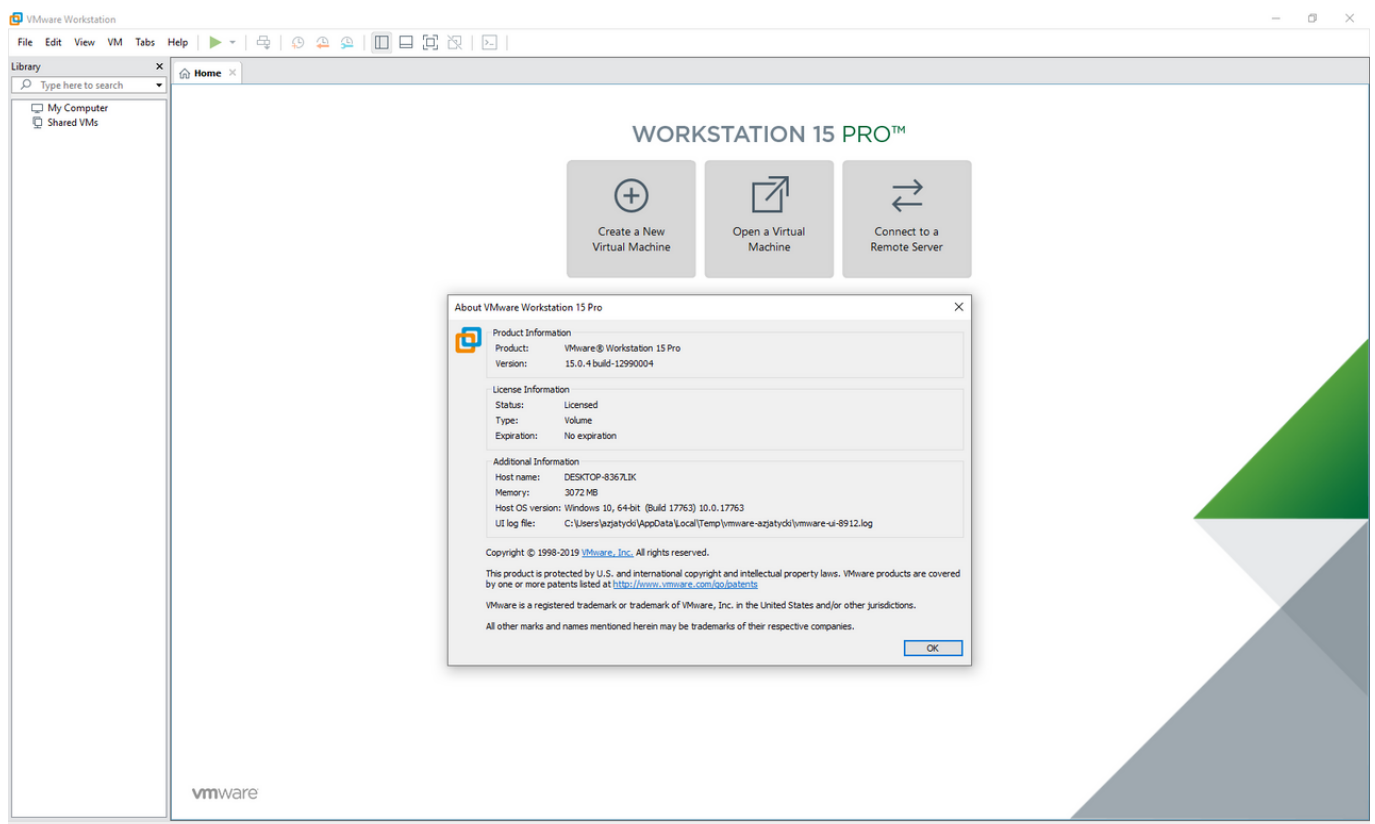 VMware Workstation
File Edit View VM Tabs Help
Library
Type here to search
My Computer
Shared VMs
Home
WORKSTATION 15 PRO™
Create a New
Virtual Machine
Open a Virtual
Machine
Connect to a
Remote Server
About VMware Workstation 15 Pro
Product Information
Product: VMware® Workstation 15 Pro
Version: 15.0.4 build-12990004
License Information
Status: Licensed
Type: Volume
Expiration: No expiration
Additional Information
Host name: DESKTOP-8367LIK
Memory: 3072 MB
Host OS version: Windows 10, 64-bit (Build 17763) 10.0.17763
UI log file: C:\Users\azjatycki\AppData\Local\Temp\vmware-azjatycki\vmware-ui-8912.log
Copyright © 1998-2019 VMware, Inc. All rights reserved.
This product is protected by U.S. and international copyright and intellectual property laws. VMware products are covered
by one or more patents listed at http://www.vmware.com/go/patents
VMware is a registered trademark or trademark of VMware, Inc. in the United States and/or other jurisdictions.
All other marks and names mentioned herein may be trademarks of their respective companies.
OK
vmware